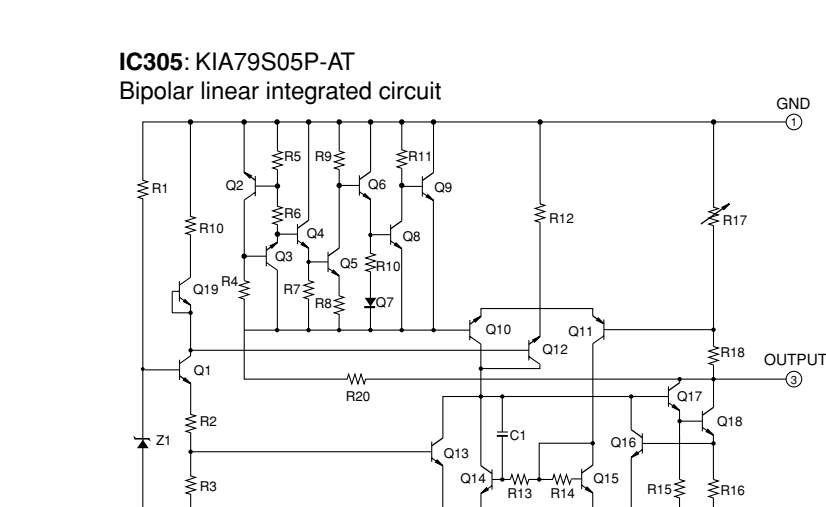 IC305: KIA79S05P-AT
Bipolar linear integrated circuit
GND
1
R5
R9
R11
R1
Q2
Q6
Q9
R6
R12
R17
R10
Q4
Q8
Q3
Q5
R10
Q19
R4
R7
R8
Q7
Q10
Q11
Q12
R18
OUTPUT
Q1
3
R20
Q17
R2
Q18
Z1
C1
Q16
Q13
R3
Q14
R13
R14
Q15
R15
R16